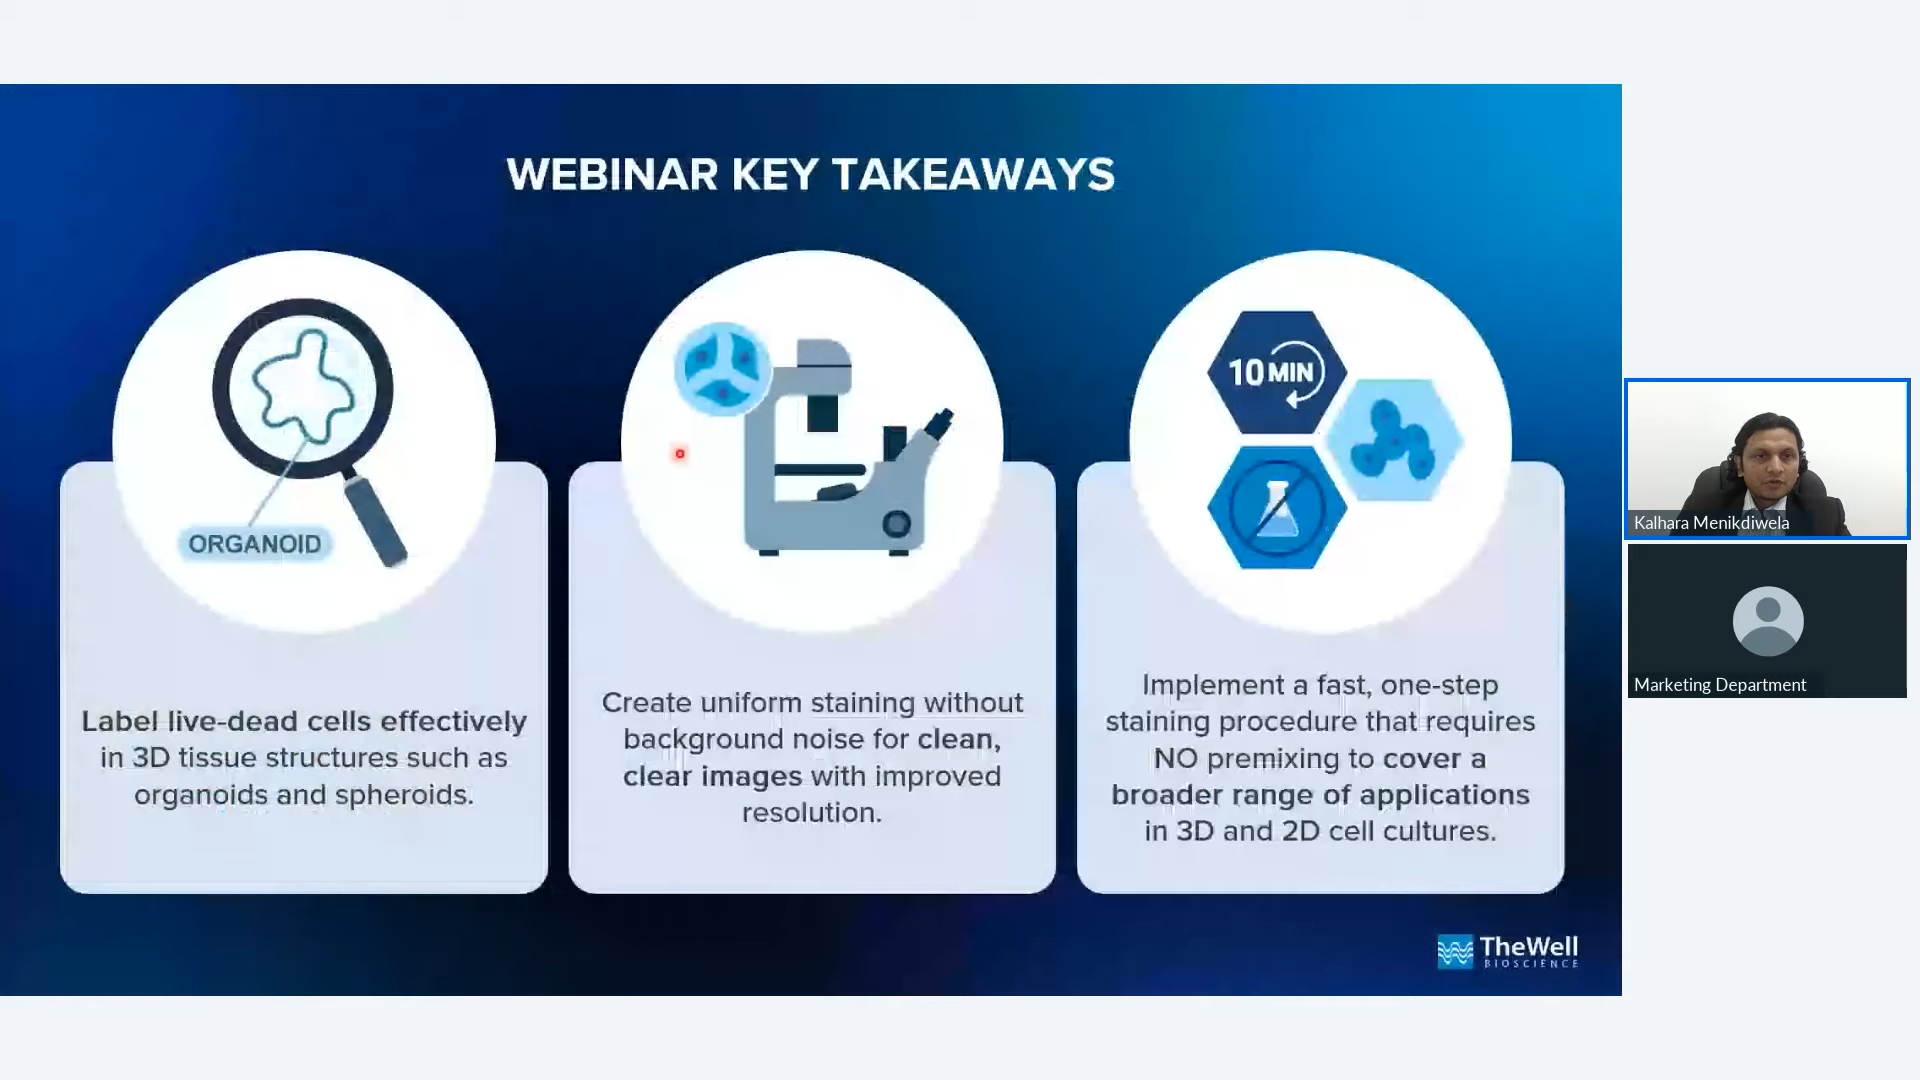 WEBINAR KEY TAKEAWAYS
ORGANOID
Label live-dead cells effectively
in 3D tissue structures such as
organoids and spheroids.
Create uniform staining without
background noise for clean,
clear images with improved
resolution.
10 MIN
Implement a fast, one-step
staining procedure that requires
NO premixing to cover a
broader range of applications
in 3D and 2D cell cultures.
TheWell
BIOSCIENCE
Kalhara Menikdiwela
Marketing Department